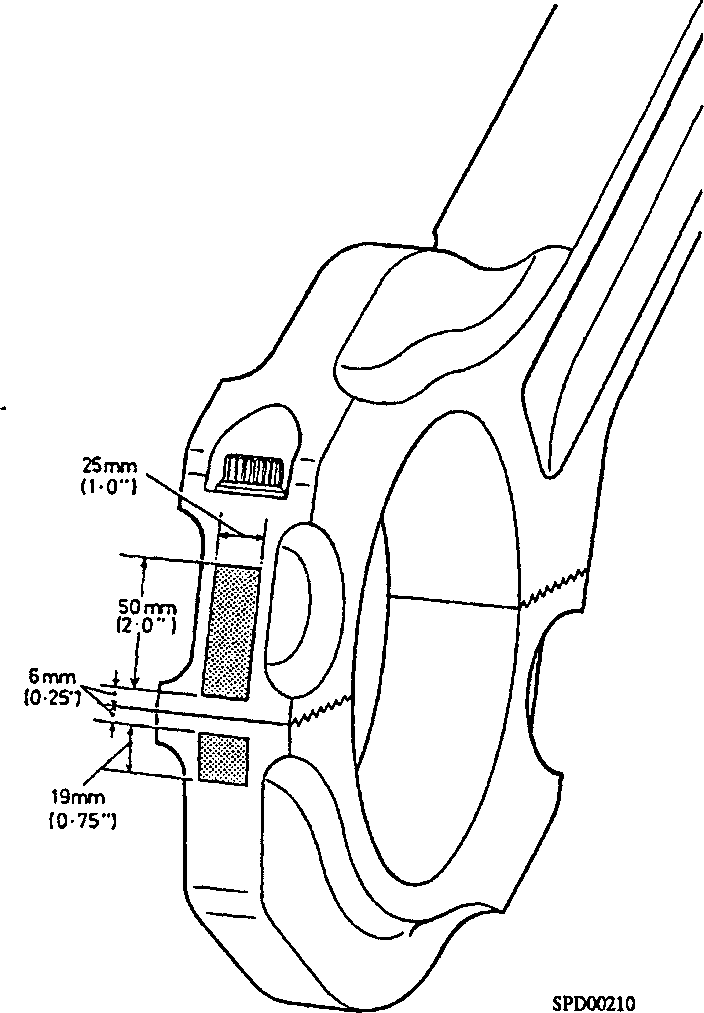 25mm
(1·0")
50mm
(2·0")
6mm
(0·25")
19mm
(0·75")
SPD00210